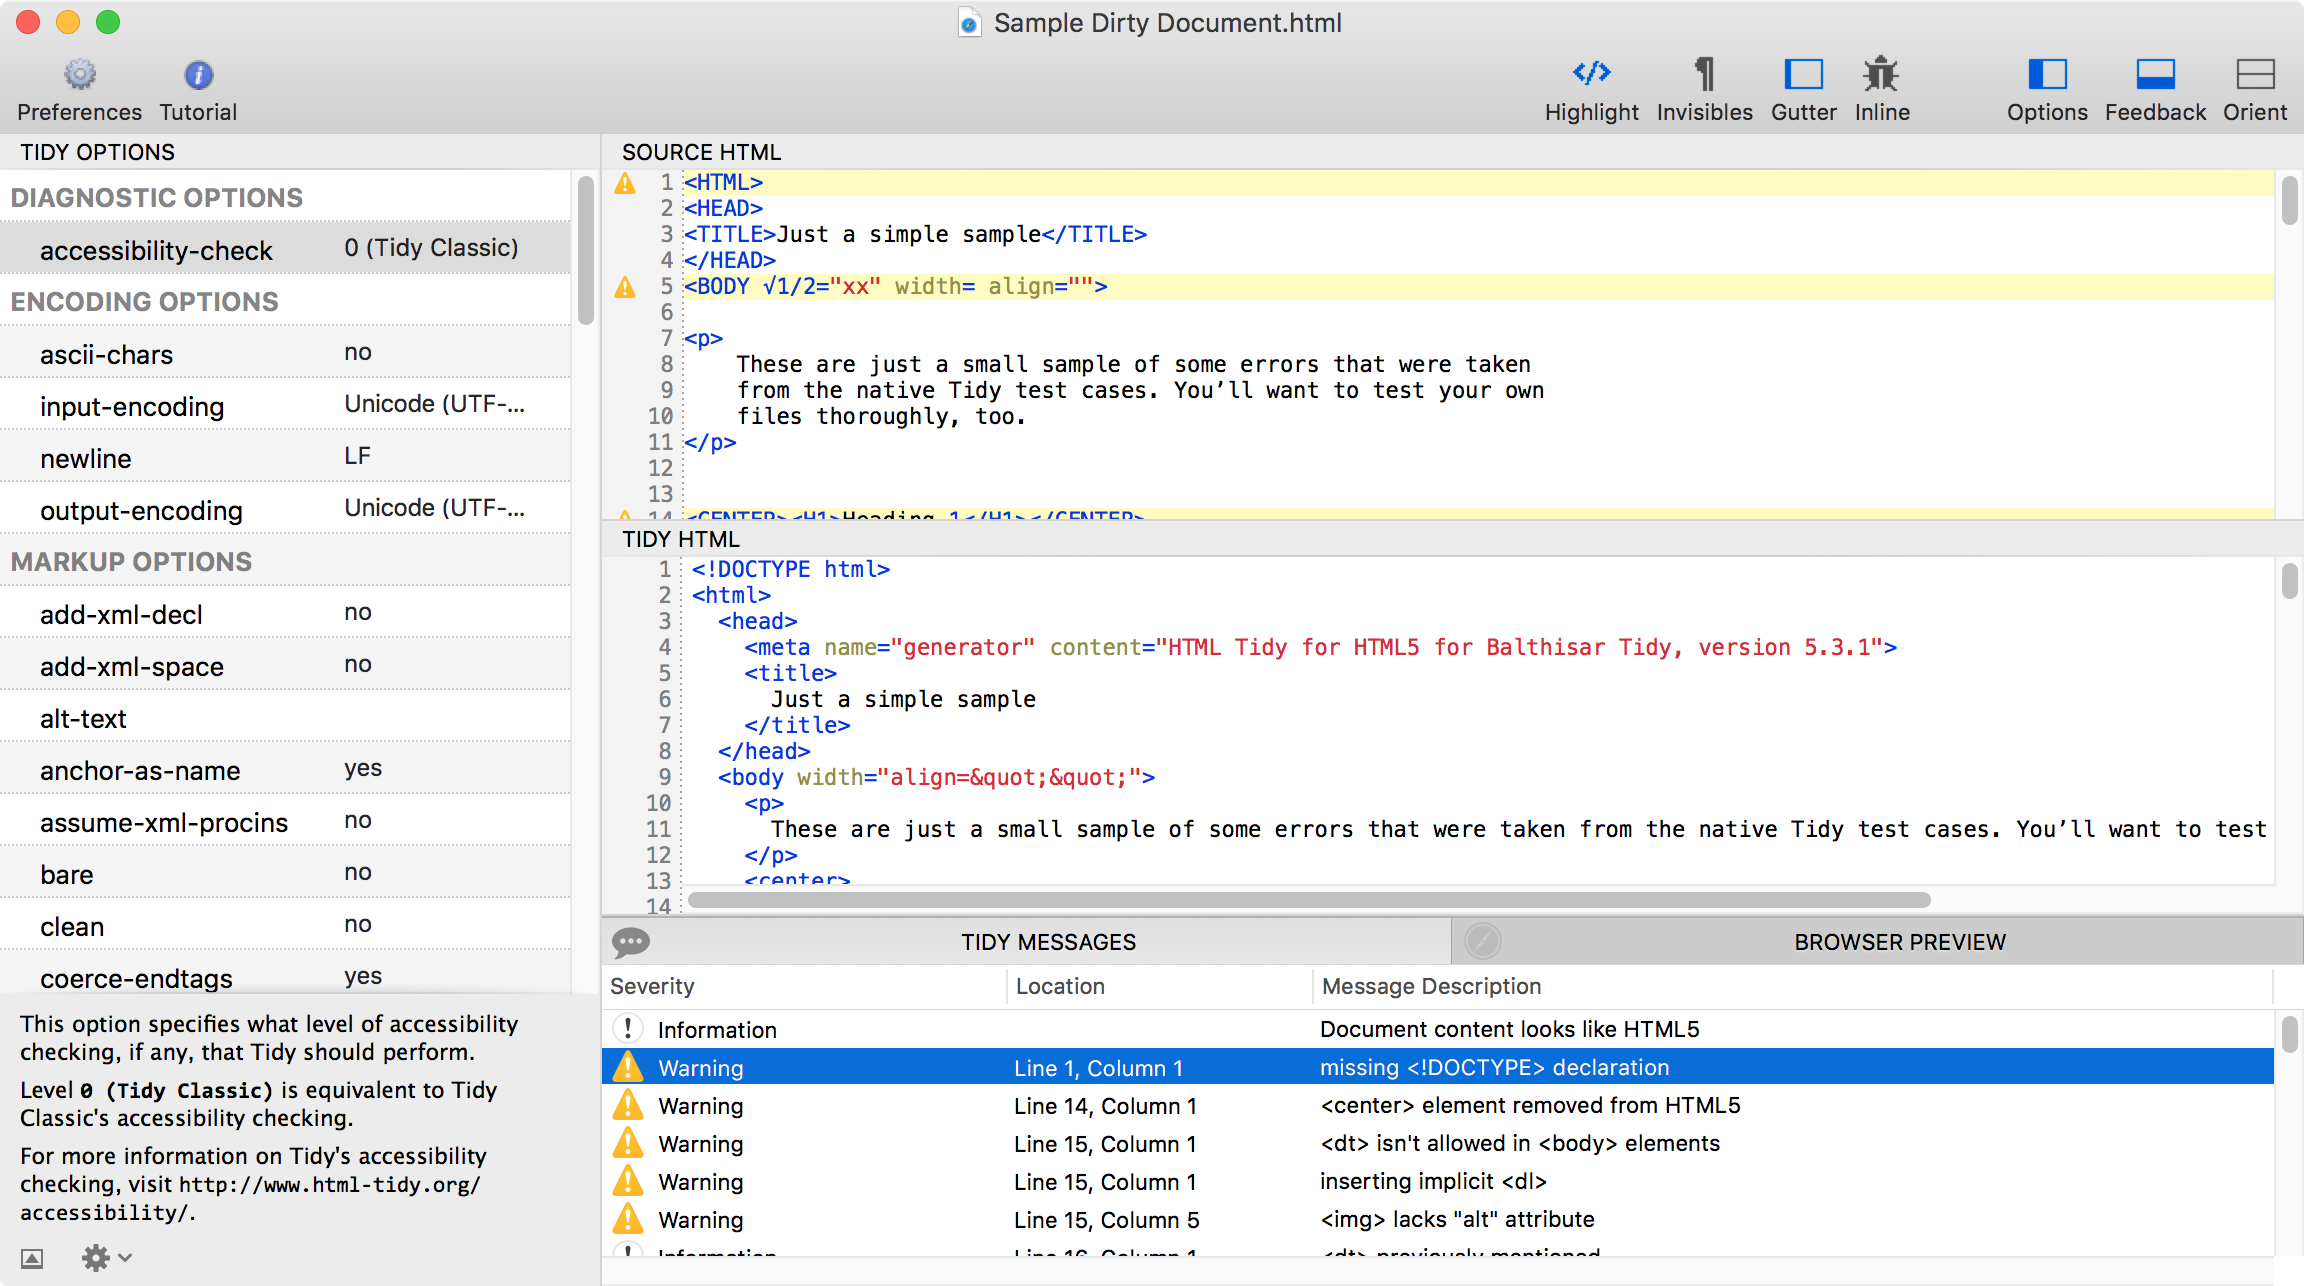 Sample Dirty Document.html
Preferences Tutorial Highlight Invisibles Gutter Inline Options Feedback Orient
TIDY OPTIONS
DIAGNOSTIC OPTIONS
accessibility-check 0 (Tidy Classic)
ENCODING OPTIONS
ascii-chars no
input-encoding Unicode (UTF-...
newline LF
output-encoding Unicode (UTF-...
MARKUP OPTIONS
add-xml-decl no
add-xml-space no
alt-text
anchor-as-name yes
assume-xml-procins no
bare no
clean no
coerce-endtags yes
This option specifies what level of accessibility
checking, if any, that Tidy should perform.
Level 0 (Tidy Classic) is equivalent to Tidy
Classic's accessibility checking.
For more information on Tidy's accessibility
checking, visit http://www.html-tidy.org/
accessibility/.
SOURCE HTML
1 <HTML>
2 <HEAD>
3 <TITLE>Just a simple sample</TITLE>
4 </HEAD>
5 <BODY √1/2="xx" width= align="">
6
7 <p>
8 These are just a small sample of some errors that were taken
9 from the native Tidy test cases. You’ll want to test your own
10 files thoroughly, too.
11 </p>
12
13
14 <CENTER><H1>Heading 1</H1></CENTER>
TIDY HTML
1 <!DOCTYPE html>
2 <html>
3 <head>
4 <meta name="generator" content="HTML Tidy for HTML5 for Balthisar Tidy, version 5.3.1">
5 <title>
6 Just a simple sample
7 </title>
8 </head>
9 <body width="align=&quot;&quot;">
10 <p>
11 These are just a small sample of some errors that were taken from the native Tidy test cases. You’ll want to test
12 </p>
13 <center>
14
TIDY MESSAGES BROWSER PREVIEW
Severity Location Message Description
Information Document content looks like HTML5
Warning Line 1, Column 1 missing <!DOCTYPE> declaration
Warning Line 14, Column 1 <center> element removed from HTML5
Warning Line 15, Column 1 <dt> isn't allowed in <body> elements
Warning Line 15, Column 1 inserting implicit <dl>
Warning Line 15, Column 5 <img> lacks "alt" attribute
Information Line 16, Column 1 <dt> previously mentioned